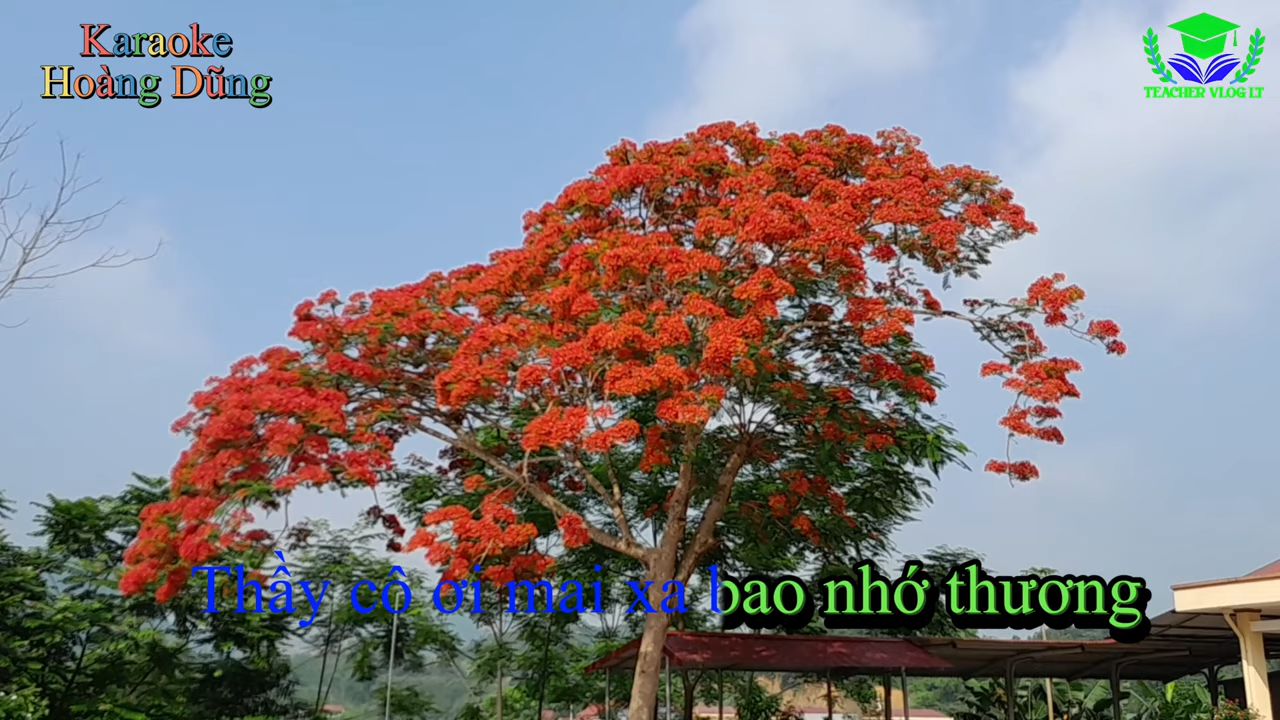 Karaoke
Hoàng Dũng
TEACHER VLOG LT
Thầy cô ơi mai xa bao nhớ thương